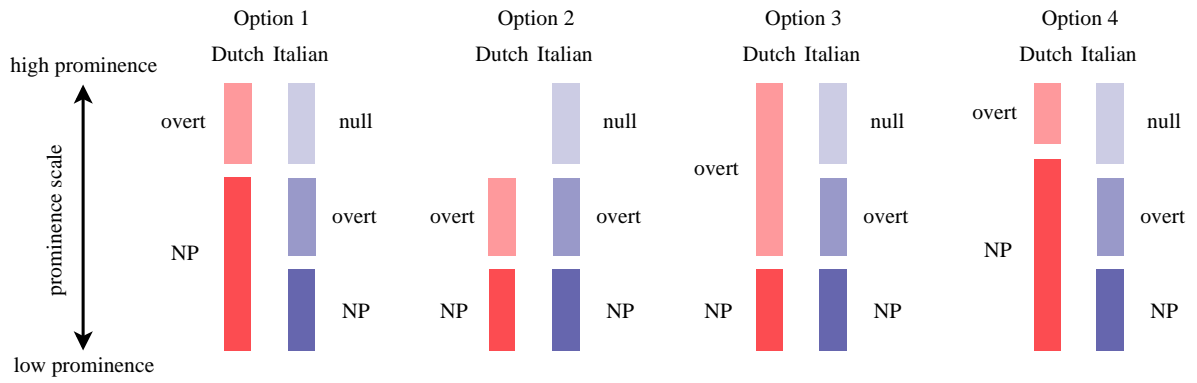 Option 1 Option 2 Option 3 Option 4
Dutch Italian Dutch Italian Dutch Italian Dutch Italian
high prominence
overt null null null overt null
overt
prominence scale
overt overt overt overt overt
NP NP
NP NP NP NP NP NP
low prominence